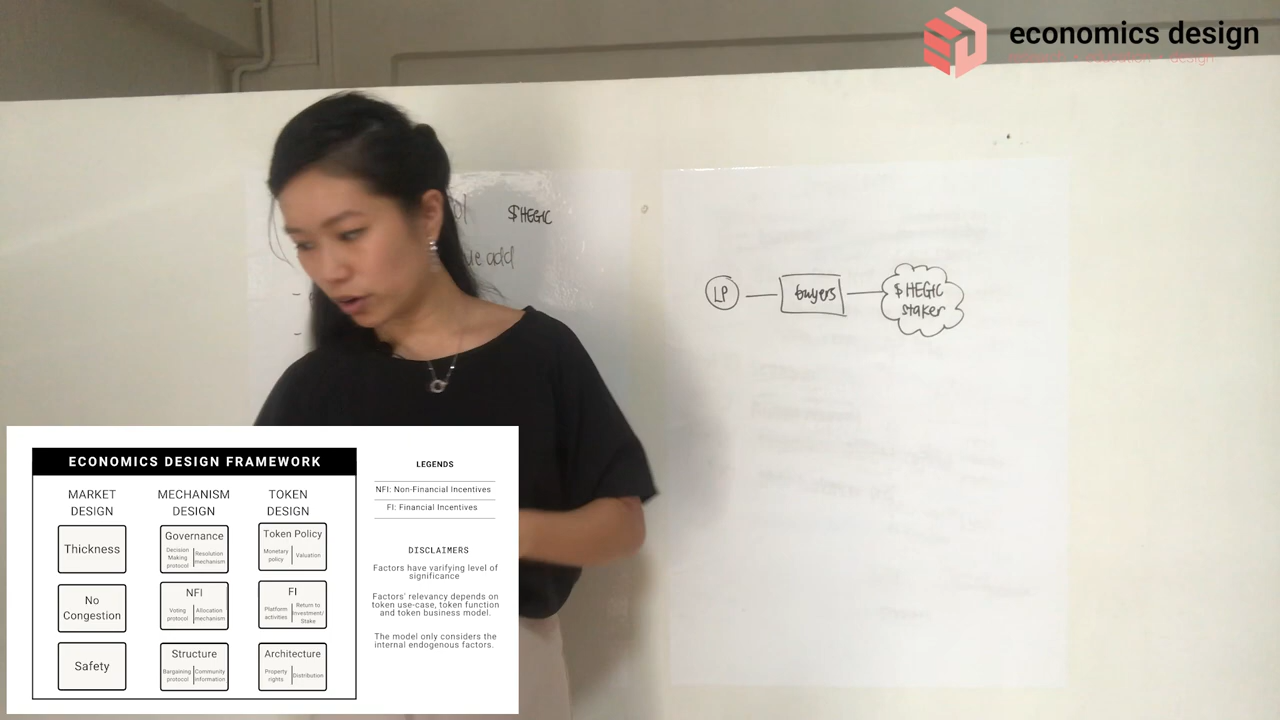 economics design
$HEGIC
add
LP
buyers
$HEGIC
staker
ECONOMICS DESIGN FRAMEWORK
MARKET
DESIGN
Thickness
No
Congestion
Safety
MECHANISM
DESIGN
Governance
Decision
Making
protocol
Resolution
mechanism
NFI
Voting
protocol
Allocation
mechanism
Structure
Bargaining
protocol
Community
information
TOKEN
DESIGN
Token Policy
Monetary
policy
Valuation
FI
Platform
activities
Return to
Investment/
Stake
Architecture
Property
rights
Distribution
LEGENDS
NFI: Non-Financial Incentives
FI: Financial Incentives
DISCLAIMERS
Factors have varifying level of
significance
Factors' relevancy depends on
token use-case, token function
and token business model.
The model only considers the
internal endogenous factors.